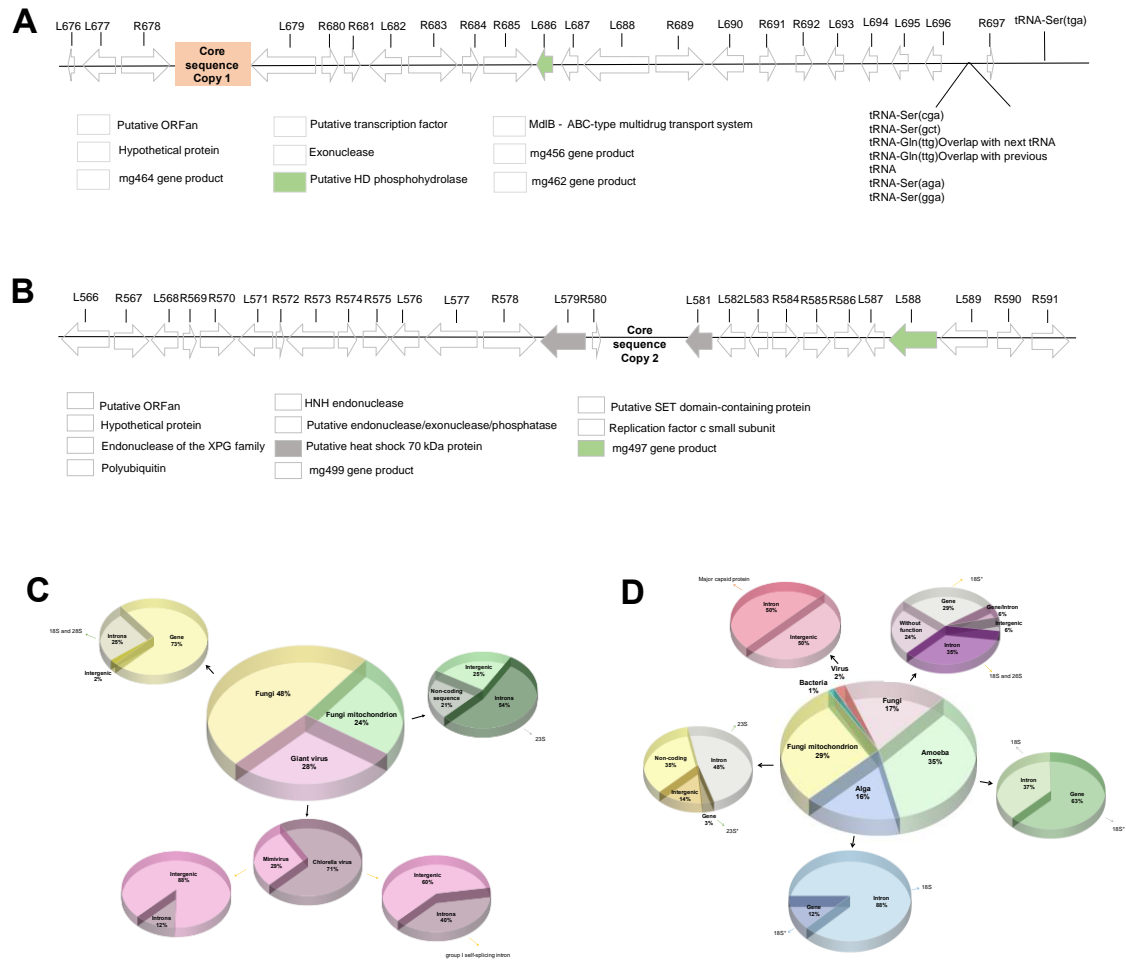 A
L676 L677 R678 L679 R680 R681 L682 R683 R684 R685 L686 L687 L688 R689 L690 R691 R692 L693 L694 L695 L696 R697 tRNA-Ser(tga)
Core
sequence
Copy 1
tRNA-Ser(cga)
tRNA-Ser(gct)
tRNA-Gln(ttg)Overlap with next tRNA
tRNA-Gln(ttg)Overlap with previous
tRNA
tRNA-Ser(aga)
tRNA-Ser(gga)
Putative ORFan
Hypothetical protein
mg464 gene product
Putative transcription factor
Exonuclease
Putative HD phosphohydrolase
MdlB - ABC-type multidrug transport system
mg456 gene product
mg462 gene product
B
L566 R567 L568 R569 R570 L571 R572 R573 R574 R575 L576 L577 R578 L579 R580 L581 L582 L583 R584 R585 R586 L587 L588 L589 R590 R591
Core
sequence
Copy 2
Putative ORFan
Hypothetical protein
Endonuclease of the XPG family
Polyubiquitin
HNH endonuclease
Putative endonuclease/exonuclease/phosphatase
Putative heat shock 70 kDa protein
mg499 gene product
Putative SET domain-containing protein
Replication factor c small subunit
mg497 gene product
C
18S and 28S
Introns
25%
Gene
73%
Intergenic
2%
Fungi 48%
Fungi mitochondrion
24%
Giant virus
28%
Intergenic
25%
Non-coding
sequence
21%
Introns
54%
23S
Mimivirus
29%
Chlorella virus
71%
Intergenic
88%
Introns
12%
Intergenic
60%
Introns
40%
group I self-splicing intron
D
Major capsid protein
Intron
50%
Intergenic
50%
18S*
Gene
29%
Gene/Intron
6%
Intergenic
6%
Without
function
24%
Intron
35%
18S and 26S
Virus
2%
Bacteria
1%
Fungi
17%
Fungi mitochondrion
29%
Amoeba
35%
Alga
16%
23S
Non-coding
35%
Intron
48%
Intergenic
14%
Gene
3%
23S*
18S
Intron
37%
Gene
63%
18S*
18S
Intron
88%
Gene
12%
18S*